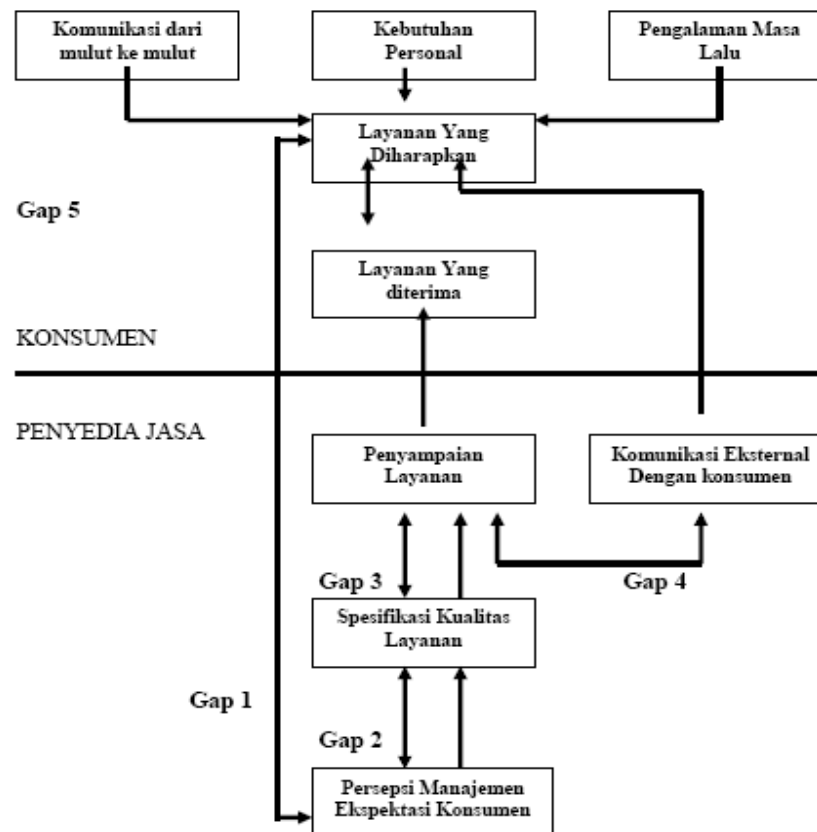 Komunikasi dari
mulut ke mulut
Kebutuhan
Personal
Pengalaman Masa
Lalu
Layanan Yang
Diharapkan
Gap 5
Layanan Yang
diterima
KONSUMEN
PENYEDIA JASA
Penyampaian
Layanan
Komunikasi Eksternal
Dengan konsumen
Gap 3
Gap 4
Spesifikasi Kualitas
Layanan
Gap 1
Gap 2
Persepsi Manajemen
Ekspektasi Konsumen